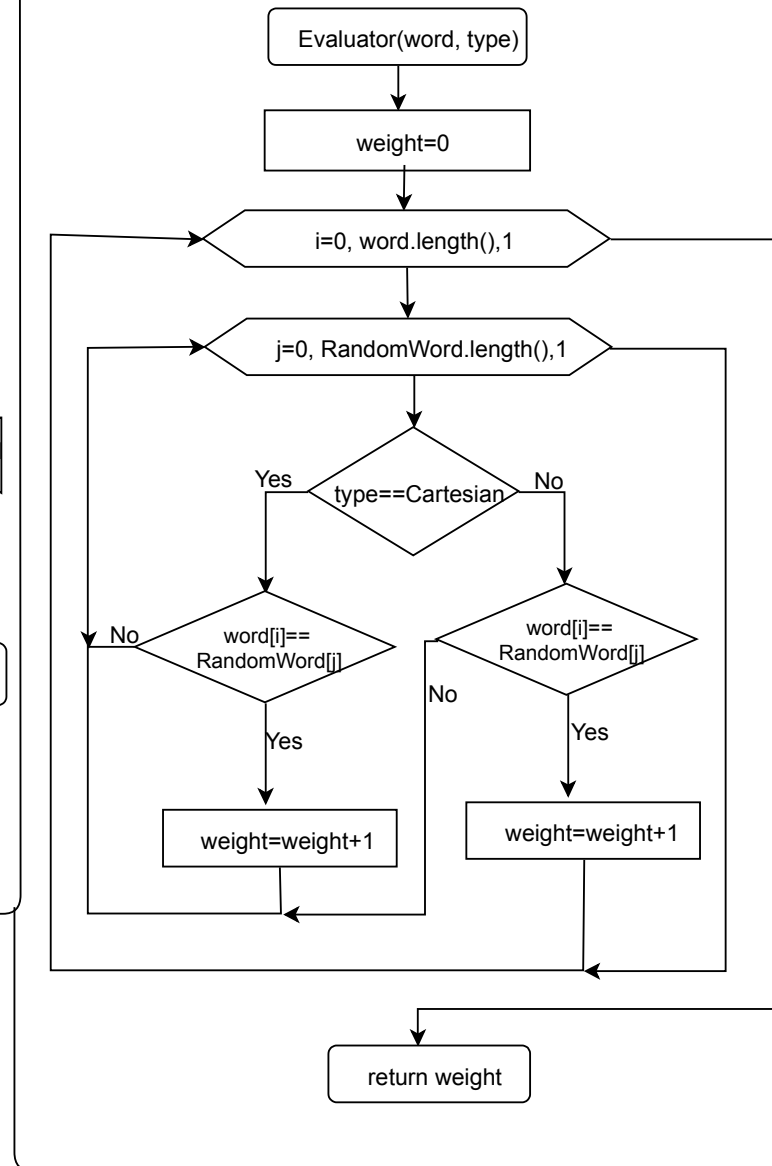 Evaluator(word, type)
weight=0
i=0, word.length(),1
j=0, RandomWord.length(),1
type==Cartesian
Yes
No
word[i]==
RandomWord[j]
No
Yes
weight=weight+1
word[i]==
RandomWord[j]
No
Yes
weight=weight+1
return weight